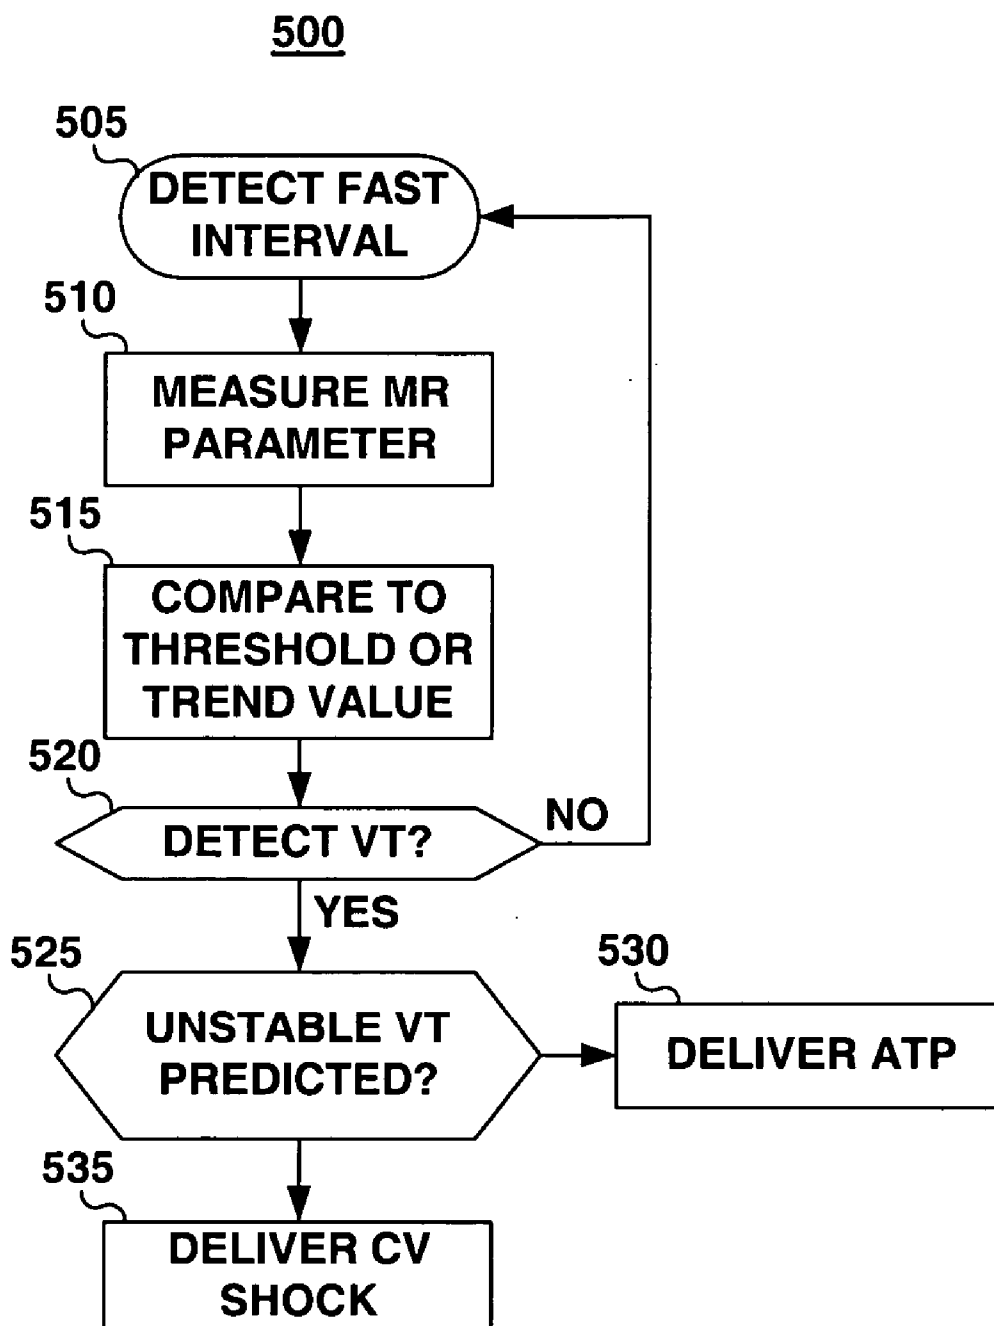 500
505
DETECT FAST
INTERVAL
510
MEASURE MR
PARAMETER
515
COMPARE TO
THRESHOLD OR
TREND VALUE
520
DETECT VT?
NO
YES
525
UNSTABLE VT
PREDICTED?
530
DELIVER ATP
535
DELIVER CV
SHOCK